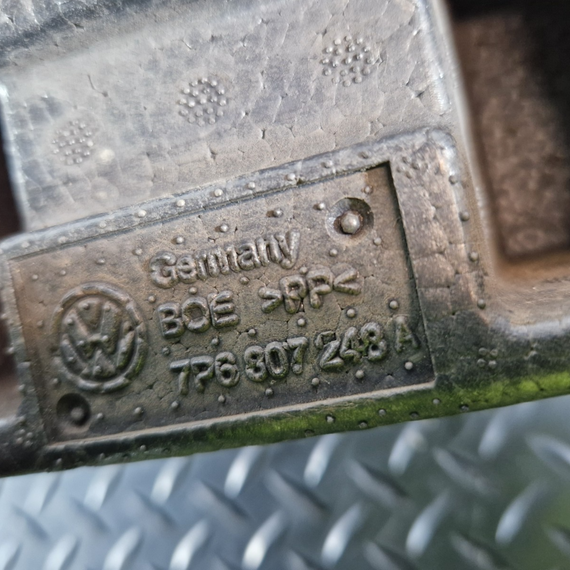 Germany
BOE >PP<
7P6 807 248 A